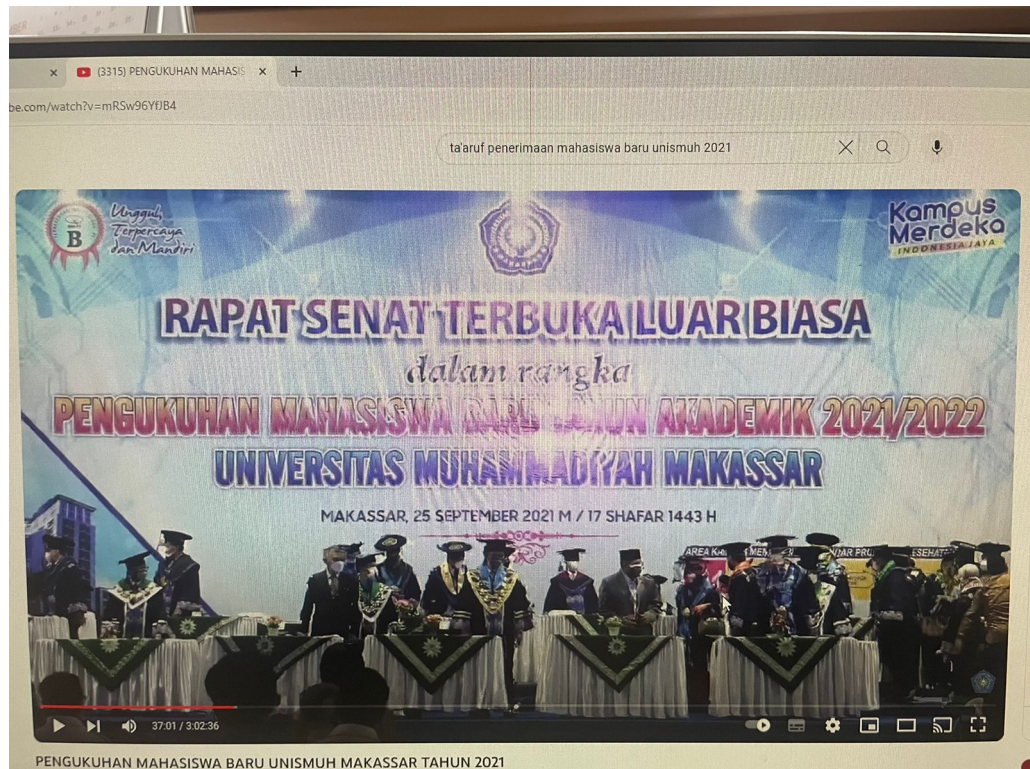 (3315) PENGUKUHAN MAHASIS
be.com/watch?v=mRSw96YfJB4
ta'aruf penerimaan mahasiswa baru unismuh 2021
B
Unggul,
Terpercaya
dan Mandiri
Kampus
Merdeka
INDONESIA JAYA
RAPAT SENAT TERBUKA LUAR BIASA
dalam rangka
PENGUKUHAN MAHASISWA BARU TAHUN AKADEMIK 2021/2022
UNIVERSITAS MUHAMMADIYAH MAKASSAR
MAKASSAR, 25 SEPTEMBER 2021 M / 17 SHAFAR 1443 H
AREA
37:01 / 3:02:36
PENGUKUHAN MAHASISWA BARU UNISMUH MAKASSAR TAHUN 2021